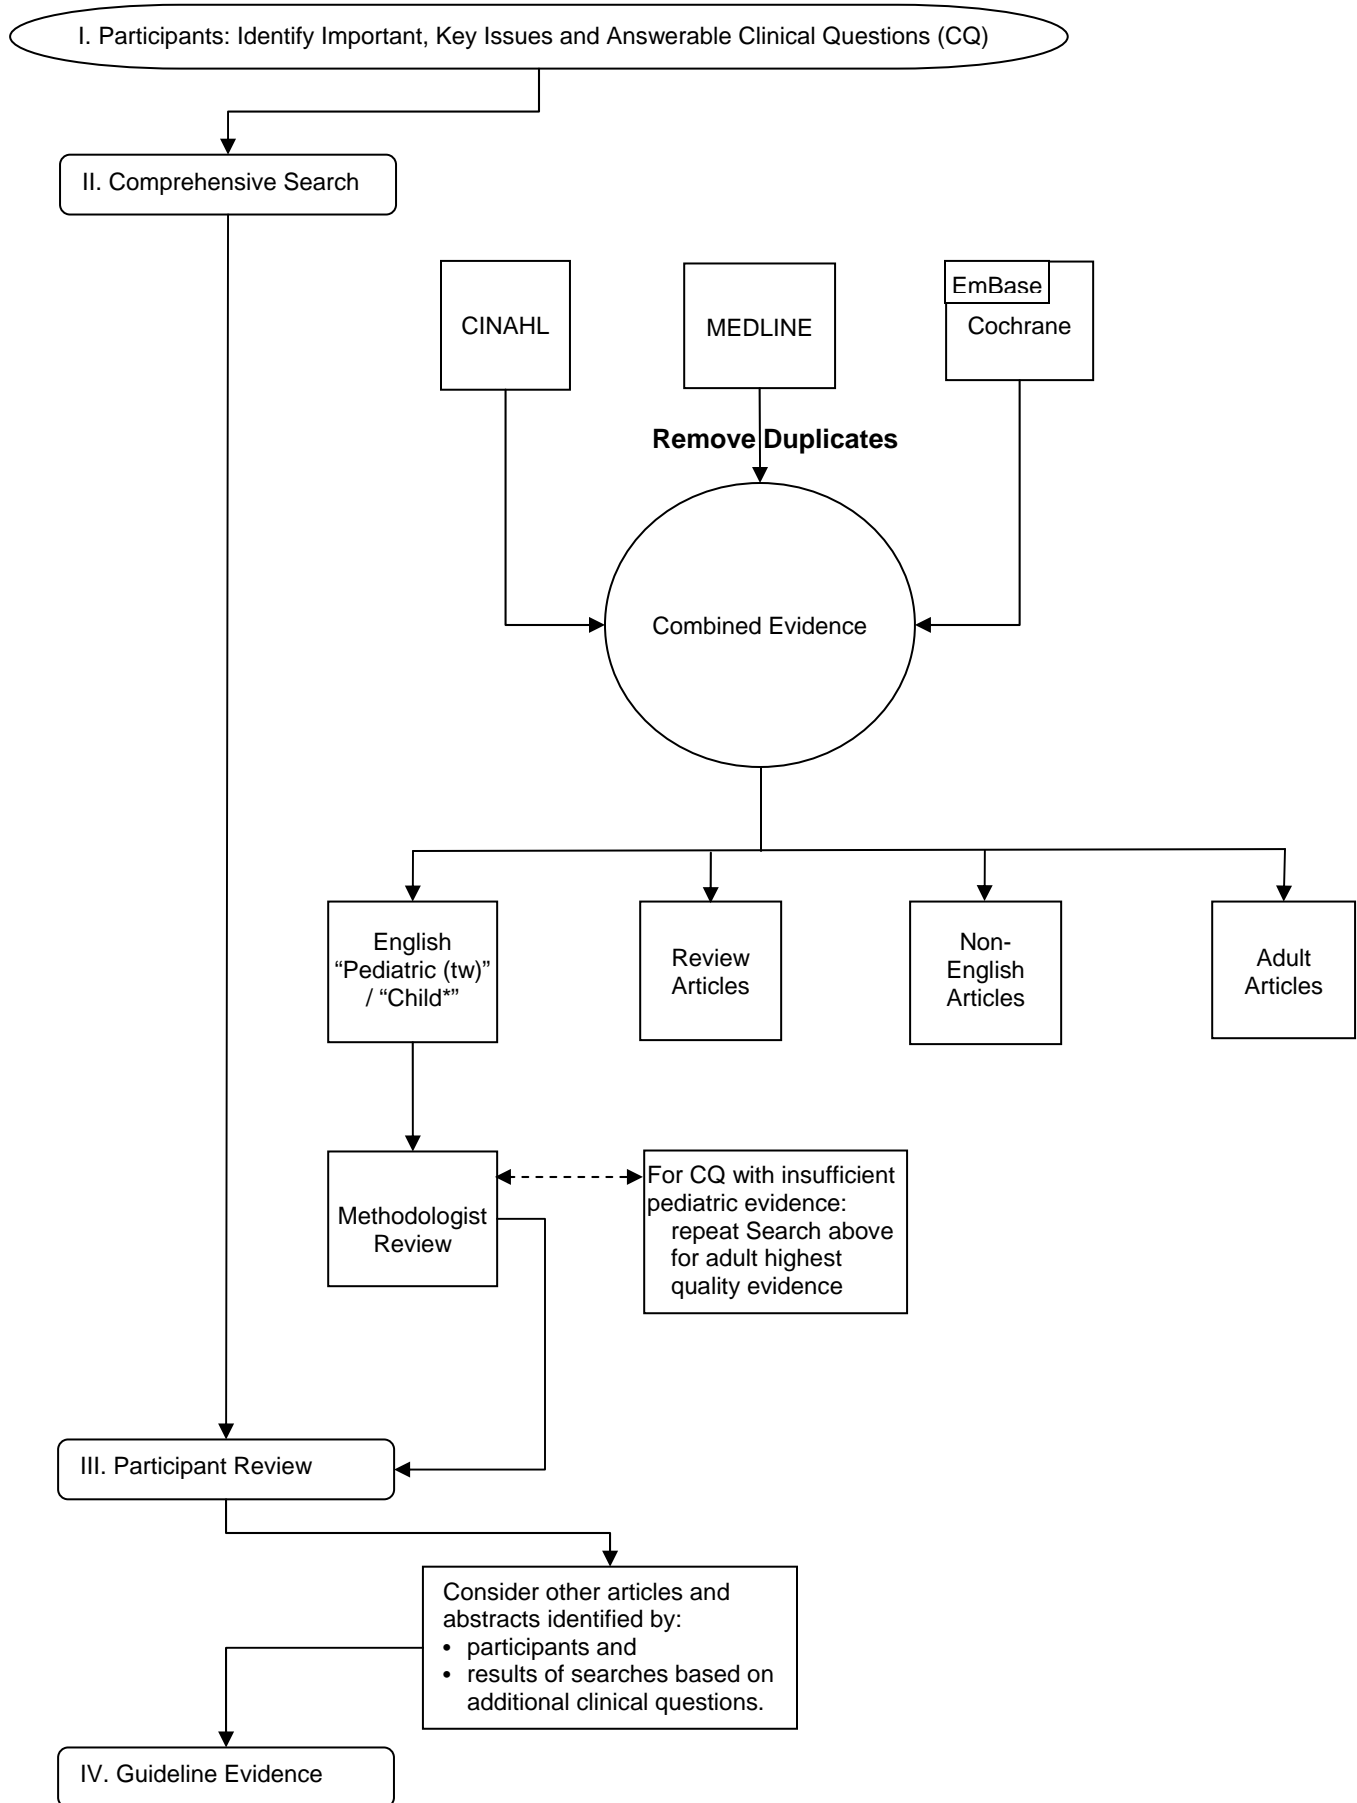 I. Participants: Identify Important, Key Issues and Answerable Clinical Questions (CQ)
II. Comprehensive Search
CINAHL
MEDLINE
EmBase
Cochrane
Remove Duplicates
Combined Evidence
English
“Pediatric (tw)”
/ “Child*”
Review
Articles
Non-
English
Articles
Adult
Articles
Methodologist
Review
For CQ with insufficient
pediatric evidence:
repeat Search above
for adult highest
quality evidence
III. Participant Review
Consider other articles and
abstracts identified by:
• participants and
• results of searches based on
additional clinical questions.
IV. Guideline Evidence